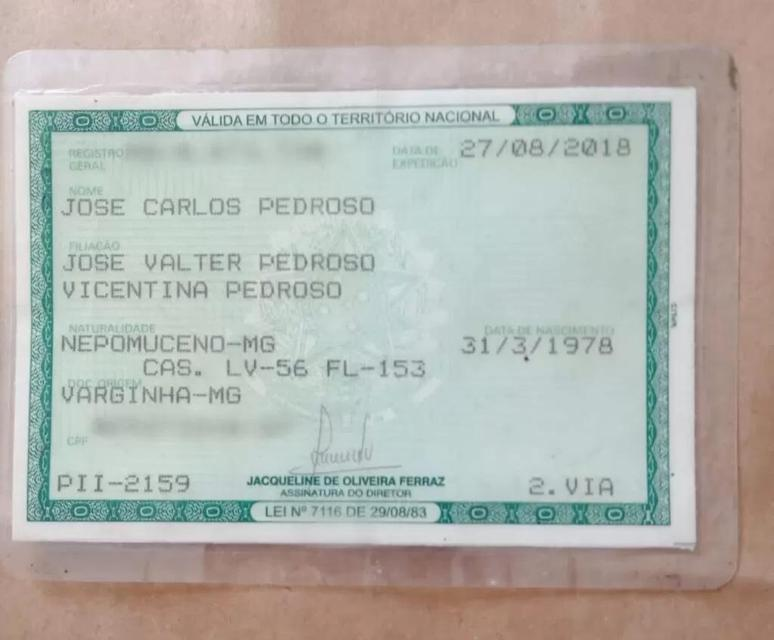 VÁLIDA EM TODO O TERRITÓRIO NACIONAL
REGISTRO GERAL
DATA DE EXPEDIÇÃO 27/08/2018
NOME
JOSE CARLOS PEDROSO
FILIAÇÃO
JOSE VALTER PEDROSO
VICENTINA PEDROSO
NATURALIDADE DATA DE NASCIMENTO
NEPOMUCENO-MG 31/3/1978
CAS. LV-56 FL-153
DOC. ORIGEM
VARGINHA-MG
CPF
PII-2159 JACQUELINE DE OLIVEIRA FERRAZ 2.VIA
ASSINATURA DO DIRETOR
LEI Nº 7116 DE 29/08/83